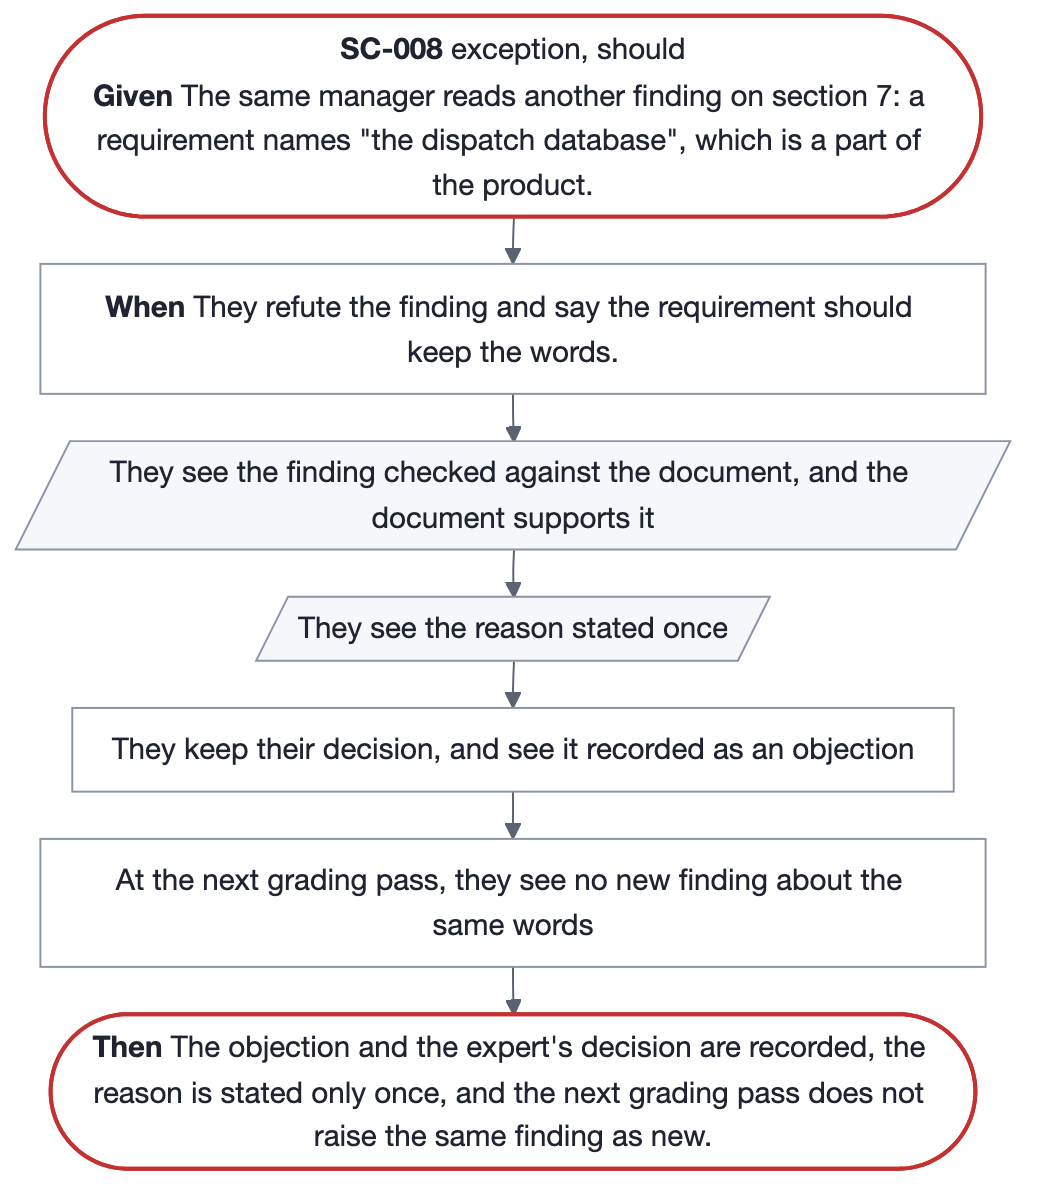 SC-008 exception, should
Given The same manager reads another finding on section 7: a
requirement names "the dispatch database", which is a part of
the product.
When They refute the finding and say the requirement should
keep the words.
They see the finding checked against the document, and the
document supports it
They see the reason stated once
They keep their decision, and see it recorded as an objection
At the next grading pass, they see no new finding about the
same words
Then The objection and the expert's decision are recorded, the
reason is stated only once, and the next grading pass does not
raise the same finding as new.